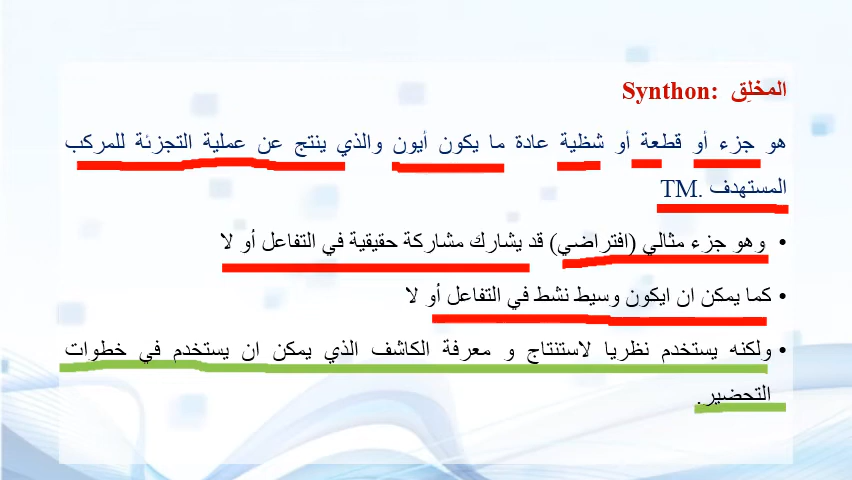 المخلِق Synthon:
هو جزء أو قطعة أو شظية عادة ما يكون أيون والذي ينتج عن عملية التجزئة للمركب
المستهدف TM.
• وهو جزء مثالي (افتراضي) قد يشارك مشاركة حقيقية في التفاعل أو لا
• كما يمكن ان ايكون وسيط نشط في التفاعل أو لا
• ولكنه يستخدم نظريا لاستنتاج و معرفة الكاشف الذي يمكن ان يستخدم في خطوات
التحضير.